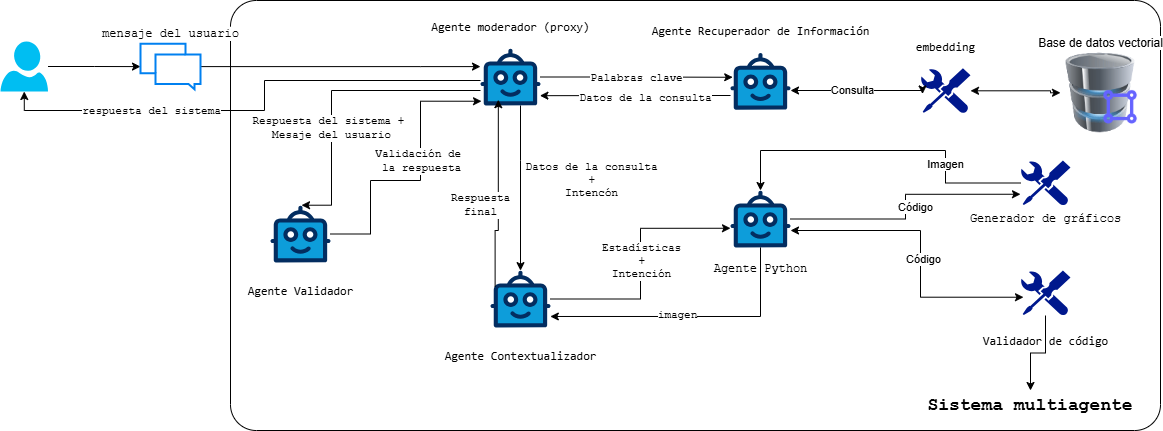 mensaje del usuario
Agente moderador (proxy)
Agente Recuperador de Información
embedding
Base de datos vectorial
Palabras clave
Consulta
Datos de la consulta
respuesta del sistema
Respuesta del sistema +
Mesaje del usuario
Validación de
la respuesta
Datos de la consulta
+
Intencón
Respuesta
final
Imagen
Código
Generador de gráficos
Estadísticas
+
Intención
Agente Python
Código
Agente Validador
imagen
Agente Contextualizador
Validador de código
Sistema multiagente